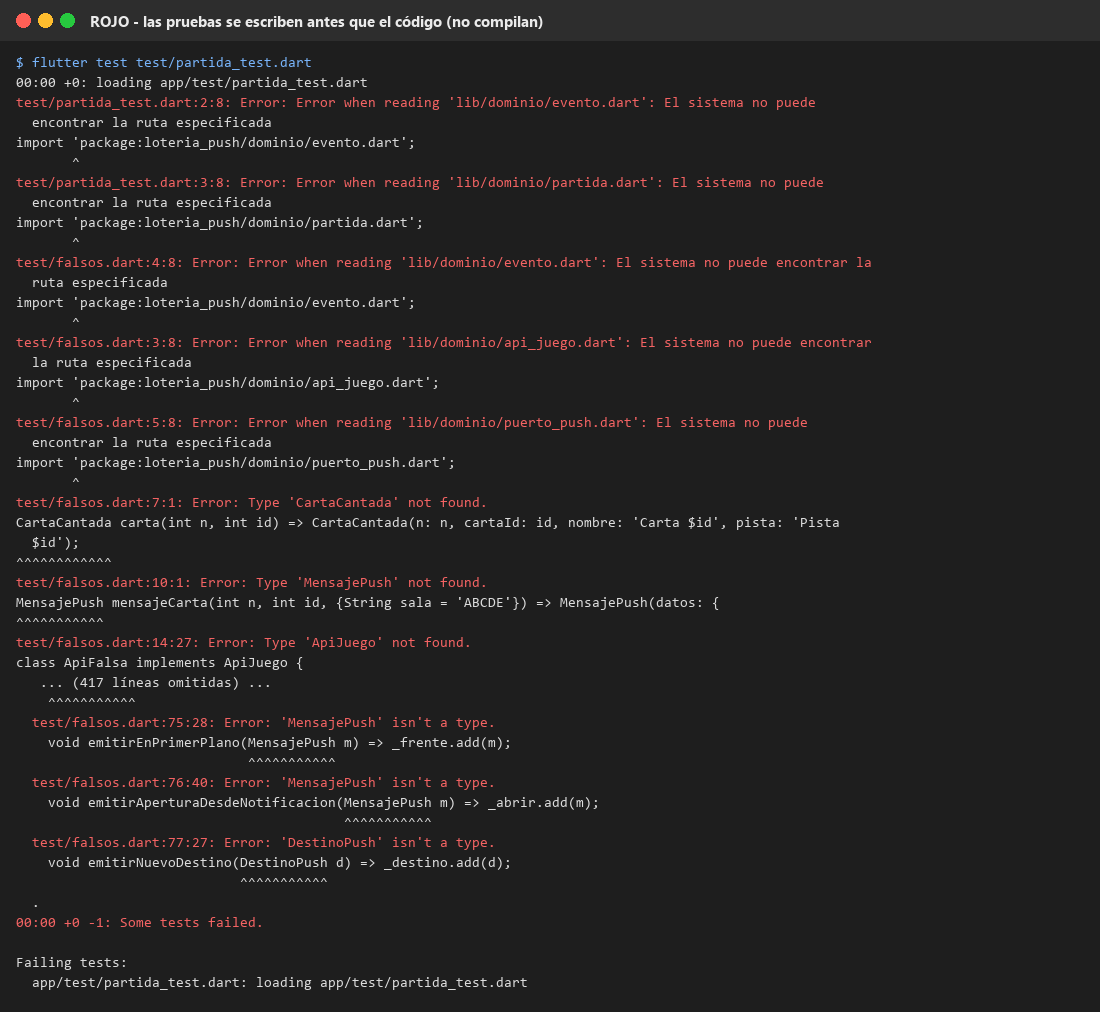 ROJO - las pruebas se escriben antes que el código (no compilan)
$ flutter test test/partida_test.dart
00:00 +0: loading app/test/partida_test.dart
test/partida_test.dart:2:8: Error: Error when reading 'lib/dominio/evento.dart': El sistema no puede
  encontrar la ruta especificada
import 'package:loteria_push/dominio/evento.dart';
       ^
test/partida_test.dart:3:8: Error: Error when reading 'lib/dominio/partida.dart': El sistema no puede
  encontrar la ruta especificada
import 'package:loteria_push/dominio/partida.dart';
       ^
test/falsos.dart:4:8: Error: Error when reading 'lib/dominio/evento.dart': El sistema no puede encontrar la
  ruta especificada
import 'package:loteria_push/dominio/evento.dart';
       ^
test/falsos.dart:3:8: Error: Error when reading 'lib/dominio/api_juego.dart': El sistema no puede encontrar
  la ruta especificada
import 'package:loteria_push/dominio/api_juego.dart';
       ^
test/falsos.dart:5:8: Error: Error when reading 'lib/dominio/puerto_push.dart': El sistema no puede
  encontrar la ruta especificada
import 'package:loteria_push/dominio/puerto_push.dart';
       ^
test/falsos.dart:7:1: Error: Type 'CartaCantada' not found.
CartaCantada carta(int n, int id) => CartaCantada(n: n, cartaId: id, nombre: 'Carta $id', pista: 'Pista
  $id');
^^^^^^^^^^^^
test/falsos.dart:10:1: Error: Type 'MensajePush' not found.
MensajePush mensajeCarta(int n, int id, {String sala = 'ABCDE'}) => MensajePush(datos: {
^^^^^^^^^^^
test/falsos.dart:14:27: Error: Type 'ApiJuego' not found.
class ApiFalsa implements ApiJuego {
   ... (417 líneas omitidas) ...
    ^^^^^^^^^^^
  test/falsos.dart:75:28: Error: 'MensajePush' isn't a type.
    void emitirEnPrimerPlano(MensajePush m) => _frente.add(m);
                             ^^^^^^^^^^^
  test/falsos.dart:76:40: Error: 'MensajePush' isn't a type.
    void emitirAperturaDesdeNotificacion(MensajePush m) => _abrir.add(m);
                                         ^^^^^^^^^^^
  test/falsos.dart:77:27: Error: 'DestinoPush' isn't a type.
    void emitirNuevoDestino(DestinoPush d) => _destino.add(d);
                            ^^^^^^^^^^^
  .
00:00 +0 -1: Some tests failed.
Failing tests:
  app/test/partida_test.dart: loading app/test/partida_test.dart